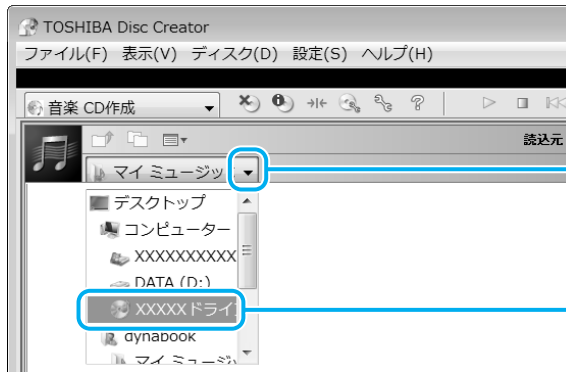 TOSHIBA Disc Creator
ファイル(F) 表示(V) ディスク(D) 設定(S) ヘルプ(H)
音楽 CD作成
読込元
マイ ミュージッ
デスクトップ
コンピューター
XXXXXXXXXX
DATA (D:)
XXXXXドライ
dynabook
マイ ミュージッ